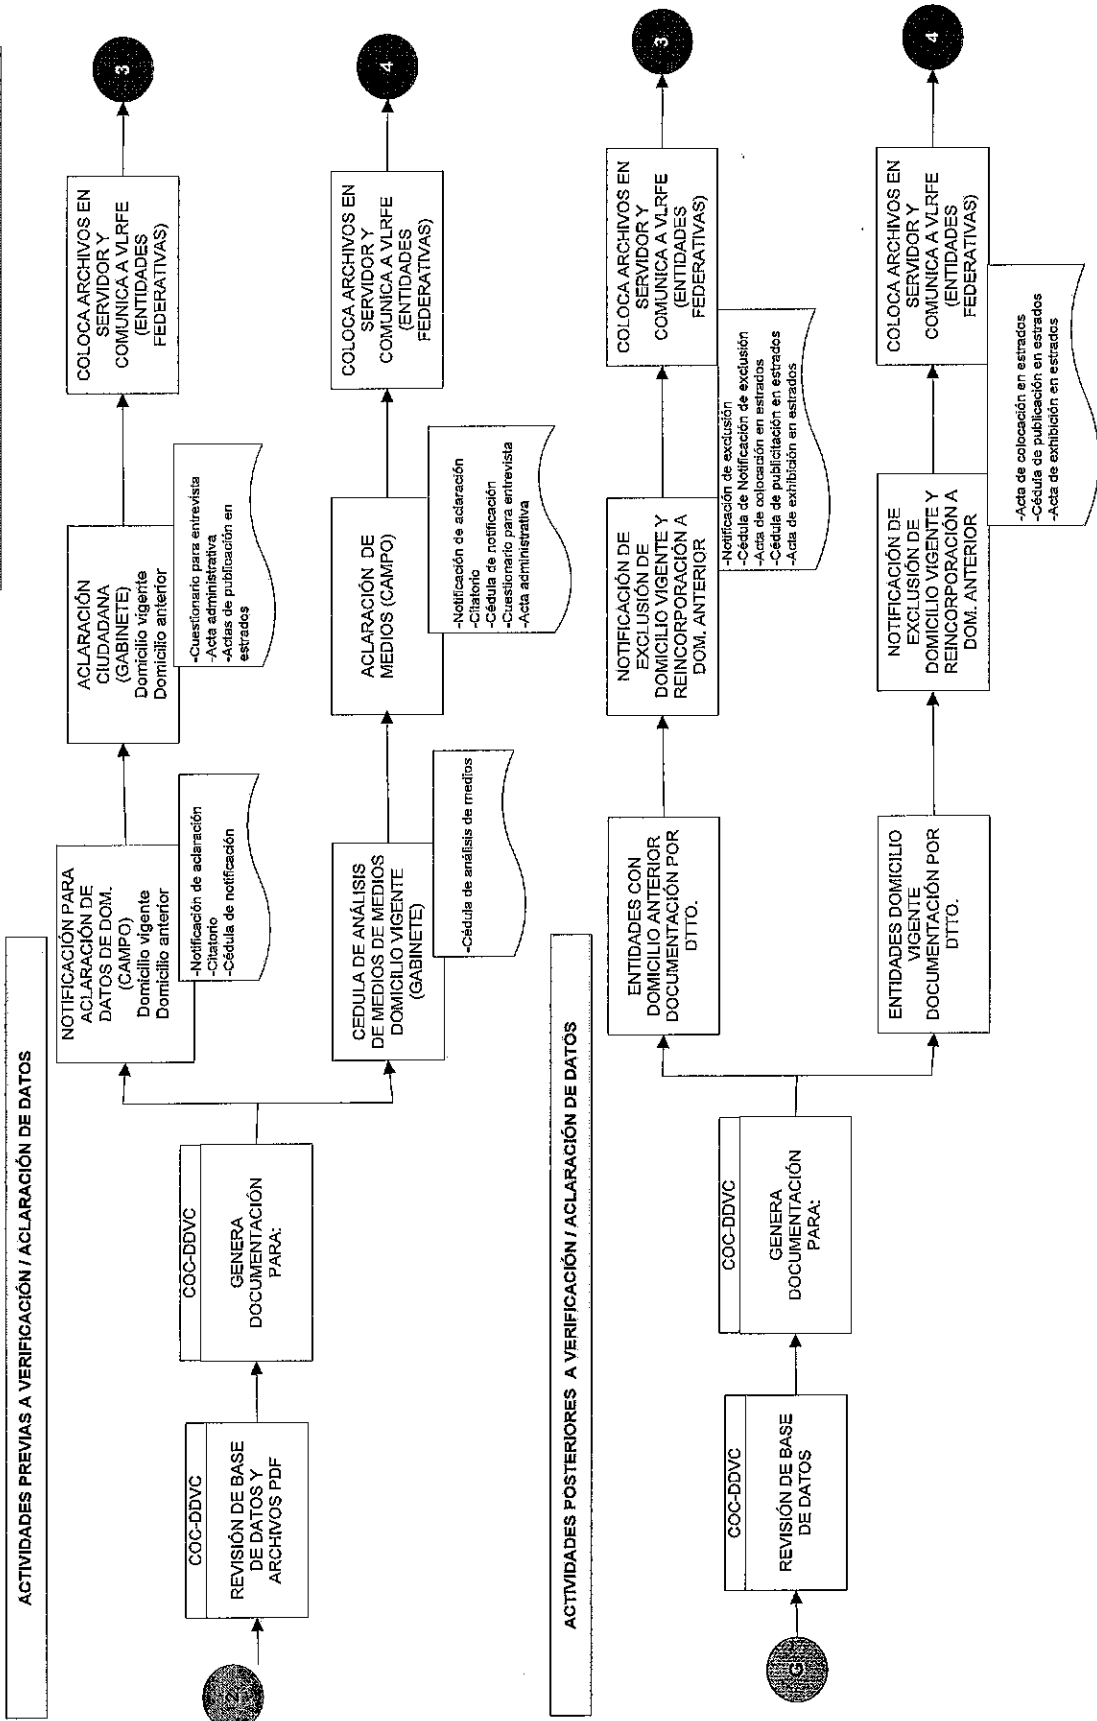 ACTIVIDADES PREVIAS A VERIFICACIÓN / ACLARACIÓN DE DATOS
2
COC-DDVC
REVISIÓN DE BASE
DE DATOS Y
ARCHIVOS PDF
COC-DDVC
GENERA
DOCUMENTACIÓN
PARA:
NOTIFICACIÓN PARA
ACLARACIÓN DE
DATOS DE DOM.
(CAMPO)
Domicilio vigente
Domicilio anterior
-Notificación de aclaración
-Citatorio
-Cédula de notificación
ACLARACIÓN
CIUDADANA
(GABINETE)
Domicilio vigente
Domicilio anterior
-Cuestionario para entrevista
-Acta administrativa
-Actas de publicación en
estrados
COLOCA ARCHIVOS EN
SERVIDOR Y
COMUNICA A VLRFE
(ENTIDADES
FEDERATIVAS)
3
CEDULA DE ANÁLISIS
DE MEDIOS DE MEDIOS
DOMICILIO VIGENTE
(GABINETE)
-Cédula de análisis de medios
ACLARACIÓN DE
MEDIOS (CAMPO)
-Notificación de aclaración
-Citatorio
-Cédula de notificación
-Cuestionario para entrevista
-Acta administrativa
COLOCA ARCHIVOS EN
SERVIDOR Y
COMUNICA A VLRFE
(ENTIDADES
FEDERATIVAS)
4
ACTIVIDADES POSTERIORES A VERIFICACIÓN / ACLARACIÓN DE DATOS
G
COC-DDVC
REVISIÓN DE BASE
DE DATOS
COC-DDVC
GENERA
DOCUMENTACIÓN
PARA:
ENTIDADES CON
DOMICILIO ANTERIOR
DOCUMENTACIÓN POR
DTTO.
NOTIFICACIÓN DE
EXCLUSIÓN DE
DOMICILIO VIGENTE Y
REINCORPORACIÓN A
DOM. ANTERIOR
-Notificación de exclusión
-Cédula de Notificación de exclusión
-Acta de colocación en estrados
-Cédula de publicitación en estrados
-Acta de exhibición en estrados
COLOCA ARCHIVOS EN
SERVIDOR Y
COMUNICA A VLRFE
(ENTIDADES
FEDERATIVAS)
3
ENTIDADES DOMICILIO
VIGENTE
DOCUMENTACIÓN POR
DTTO.
NOTIFICACIÓN DE
EXCLUSIÓN DE
DOMICILIO VIGENTE Y
REINCORPORACIÓN A
DOM. ANTERIOR
-Acta de colocación en estrados
-Cédula de publicación en estrados
-Acta de exhibición en estrados
COLOCA ARCHIVOS EN
SERVIDOR Y
COMUNICA A VLRFE
(ENTIDADES
FEDERATIVAS)
4